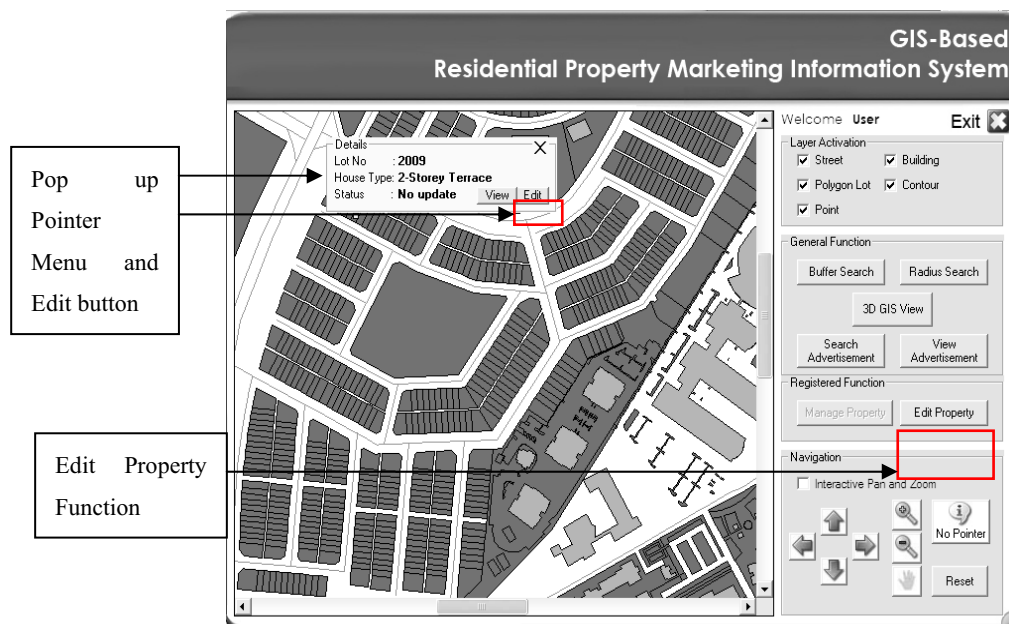 GIS-Based
Residential Property Marketing Information System
Pop up
Pointer
Menu and
Edit button
Edit Property
Function
Details
Lot No : 2009
House Type: 2-Storey Terrace
Status : No update View Edit
Welcome User Exit
Layer Activation
Street Building
Polygon Lot Contour
Point
General Function
Buffer Search Radius Search
3D GIS View
Search View
Advertisement Advertisement
Registered Function
Manage Property Edit Property
Navigation
Interactive Pan and Zoom
No Pointer
Reset